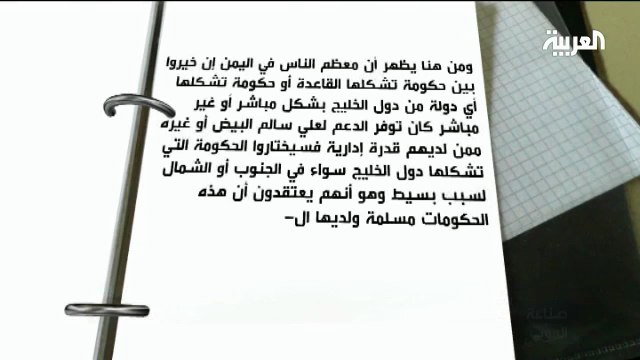 العربية
ومن هنا يظهر أن معظم الناس في اليمن إن خيروا
بين حكومة تشكلها القاعدة أو حكومة تشكلها
أي دولة من دول الخليج بشكل مباشر أو غير
مباشر كأن توفر الدعم لعلي سالم البيض أو غيره
ممن لديهم قدرة إدارية فسيختاروا الحكومة التي
تشكلها دول الخليج سواء في الجنوب أو الشمال
لسبب بسيط وهو أنهم يعتقدون أن هذه
الحكومات مسلمة ولديها ال-
صناعة
الموت